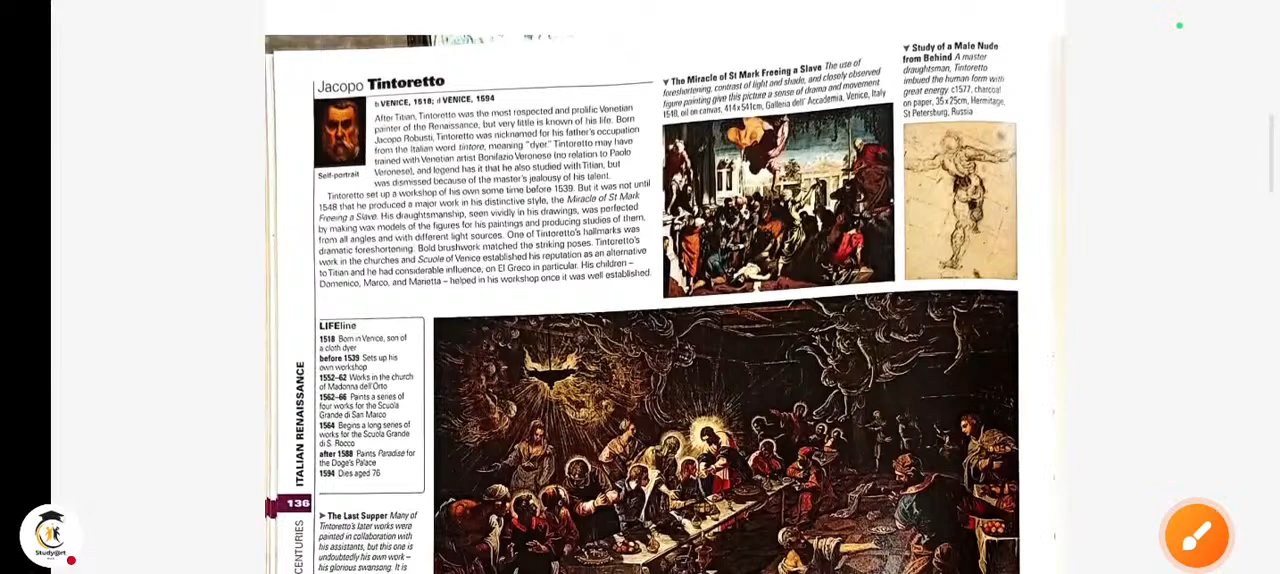 Jacopo Tintoretto
b VENICE, 1518; d VENICE, 1594
After Titian, Tintoretto was the most respected and prolific Venetian
painter of the Renaissance, but very little is known of his life. Born
Jacopo Robusti, Tintoretto was nicknamed for his father's occupation
from the Italian word tintore, meaning "dyer." Tintoretto may have
trained with Venetian artist Bonifazio Veronese (no relation to Paolo
Veronese), and legend has it that he also studied with Titian, but
was dismissed because of the master's jealousy of his talent.
Self-portrait
Tintoretto set up a workshop of his own some time before 1539. But it was not until
1548 that he produced a major work in his distinctive style, the Miracle of St Mark
Freeing a Slave. His draughtsmanship, seen vividly in his drawings, was perfected
by making wax models of the figures for his paintings and producing studies of them,
from all angles and with different light sources. One of Tintoretto's hallmarks was
dramatic foreshortening. Bold brushwork matched the striking poses. Tintoretto's
work in the churches and Scuole of Venice established his reputation as an alternative
to Titian and he had considerable influence, on El Greco in particular. His children –
Domenico, Marco, and Marietta – helped in his workshop once it was well established.
▼ The Miracle of St Mark Freeing a Slave The use of
foreshortening, contrast of light and shade, and closely observed
figure painting give this picture a sense of drama and movement
1548, oil on canvas, 414x541cm, Galleria dell' Accademia, Venice, Italy
▼ Study of a Male Nude
from Behind A master
draughtsman, Tintoretto
imbued the human form with
great energy c1577, charcoal
on paper, 35x25cm, Hermitage,
St Petersburg, Russia
LIFEline
1518 Born in Venice, son of
a cloth dyer
before 1539 Sets up his
own workshop
1552–62 Works in the church
of Madonna dell'Orto
1562–66 Paints a series of
four works for the Scuola
Grande di San Marco
1564 Begins a long series of
works for the Scuola Grande
di S. Rocco
after 1588 Paints Paradise for
the Doge's Palace
1594 Dies aged 76
ITALIAN RENAISSANCE
136
CENTURIES
➤ The Last Supper Many of
Tintoretto's later works were
painted in collaboration with
his assistants, but this one is
undoubtedly his own work –
his glorious swansong. It is
Study@rt